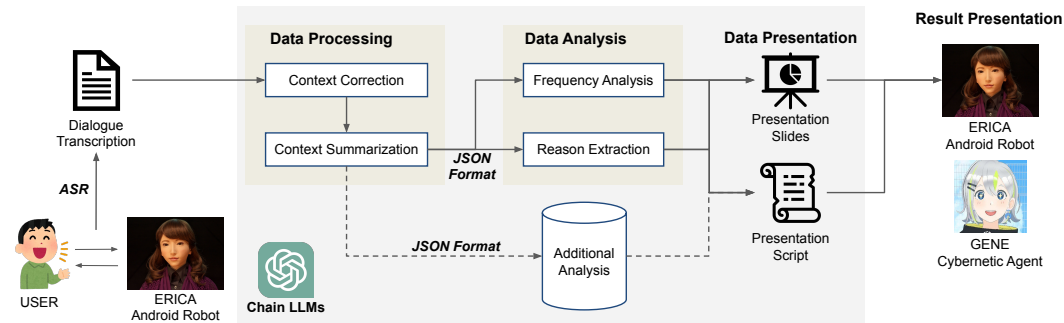 Result Presentation
Data Processing
Data Analysis
Data Presentation
Context Correction
Frequency Analysis
Dialogue
Transcription
Presentation
Slides
ERICA
Android Robot
Context Summarization
JSON
Format
Reason Extraction
ASR
JSON Format
Additional
Analysis
Presentation
Script
GENE
Cybernetic Agent
USER
ERICA
Android Robot
Chain LLMs